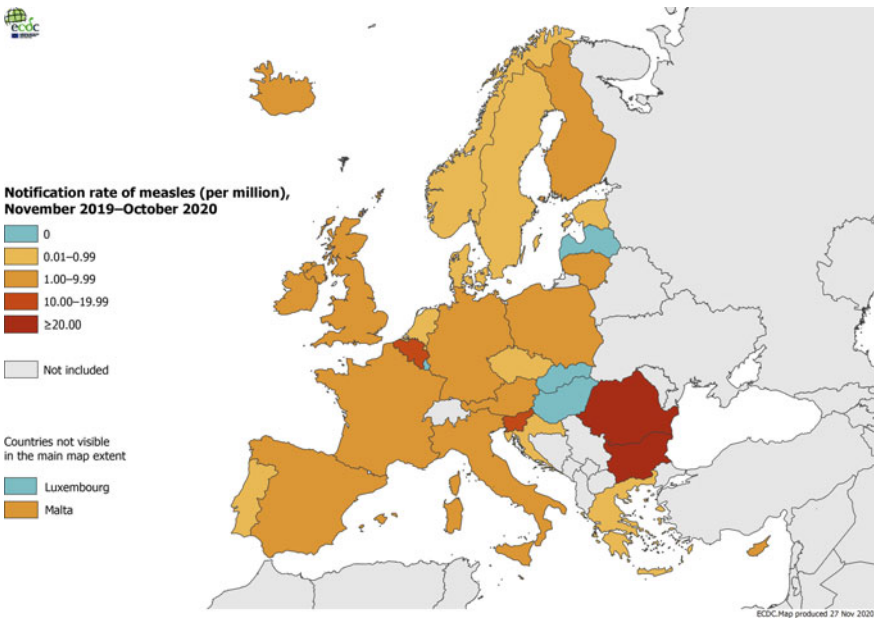 ecdc
Notification rate of measles (per million),
November 2019–October 2020
0
0.01–0.99
1.00–9.99
10.00–19.99
≥20.00
Not included
Countries not visible
in the main map extent
Luxembourg
Malta
ECDC.Map produced 27 Nov 2020